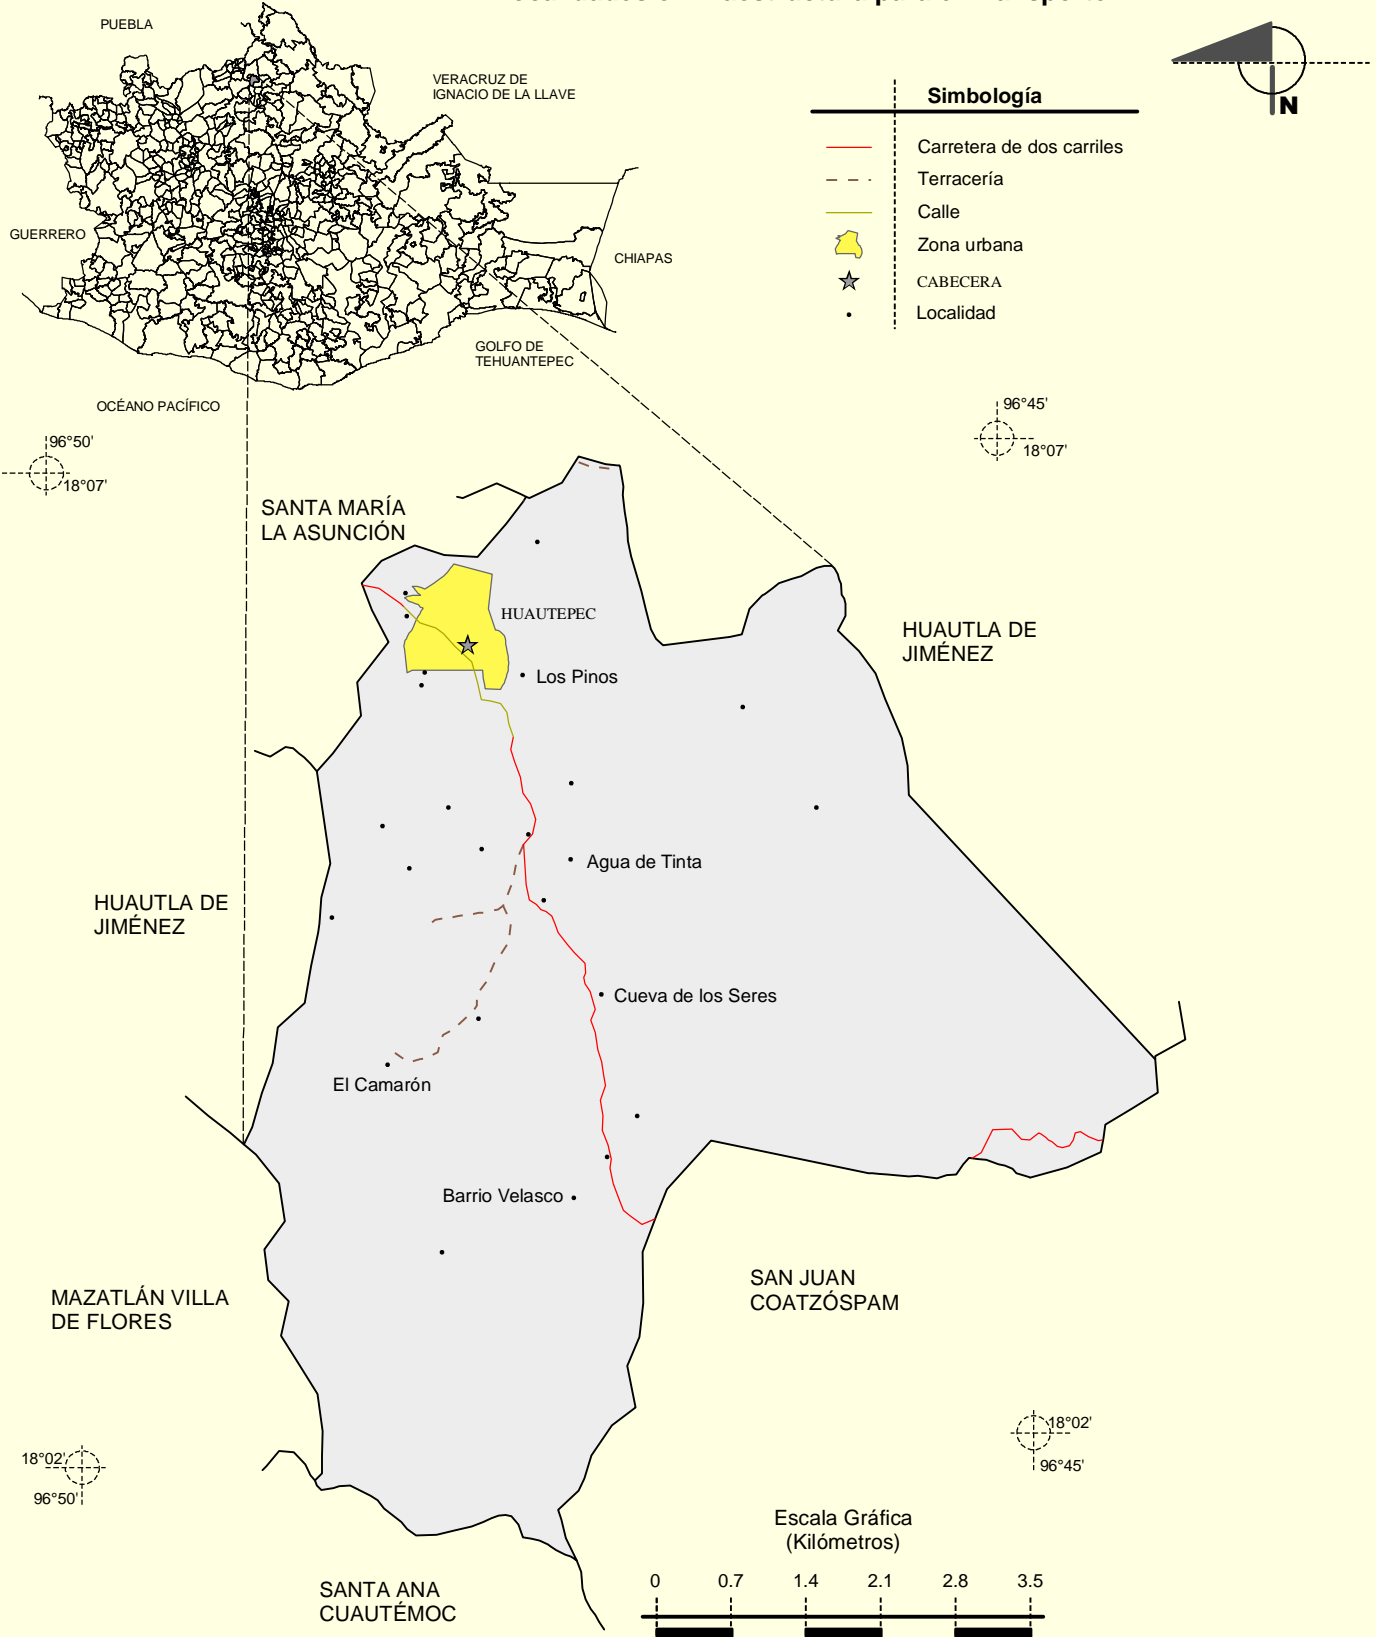 PUEBLA
VERACRUZ DE
IGNACIO DE LA LLAVE
GUERRERO
CHIAPAS
GOLFO DE
TEHUANTEPEC
OCÉANO PACÍFICO
N
Simbología
Carretera de dos carriles
Terracería
Calle
Zona urbana
CABECERA
Localidad
96°50'
18°07'
96°45'
18°07'
SANTA MARÍA
LA ASUNCIÓN
HUAUTEPEC
HUAUTLA DE
JIMÉNEZ
Los Pinos
Agua de Tinta
HUAUTLA DE
JIMÉNEZ
Cueva de los Seres
El Camarón
Barrio Velasco
MAZATLÁN VILLA
DE FLORES
SAN JUAN
COATZÓSPAM
18°02'
96°50'
18°02'
96°45'
SANTA ANA
CUAUTÉMOC
Escala Gráfica
(Kilómetros)
0 0.7 1.4 2.1 2.8 3.5